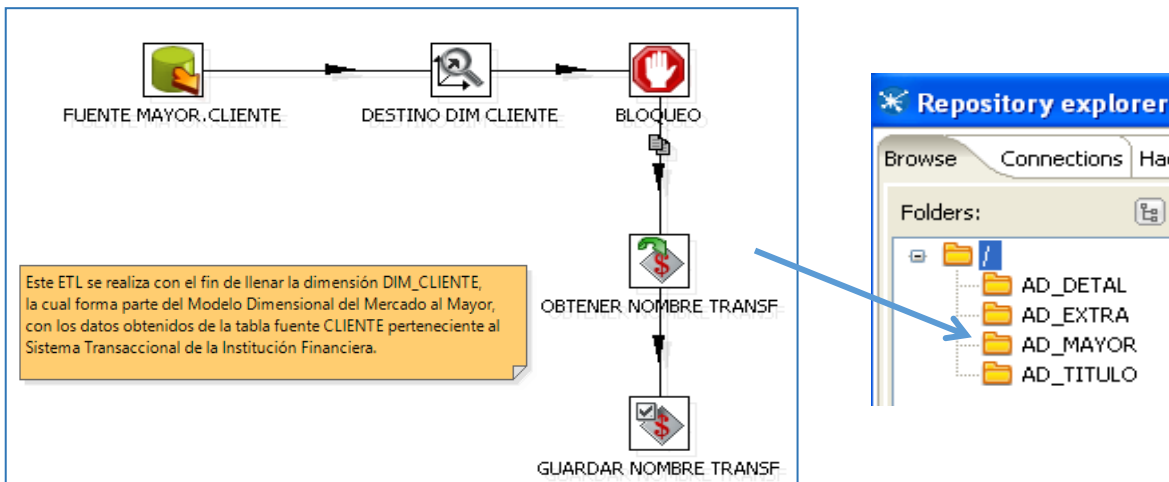 FUENTE MAYOR.CLIENTE
DESTINO DIM CLIENTE
BLOQUEO
OBTENER NOMBRE TRANSF
GUARDAR NOMBRE TRANSF
Este ETL se realiza con el fin de llenar la dimensión DIM_CLIENTE,
la cual forma parte del Modelo Dimensional del Mercado al Mayor,
con los datos obtenidos de la tabla fuente CLIENTE perteneciente al
Sistema Transaccional de la Institución Financiera.
Repository explorer
Browse Connections Had
Folders:
/
AD_DETAL
AD_EXTRA
AD_MAYOR
AD_TITULO